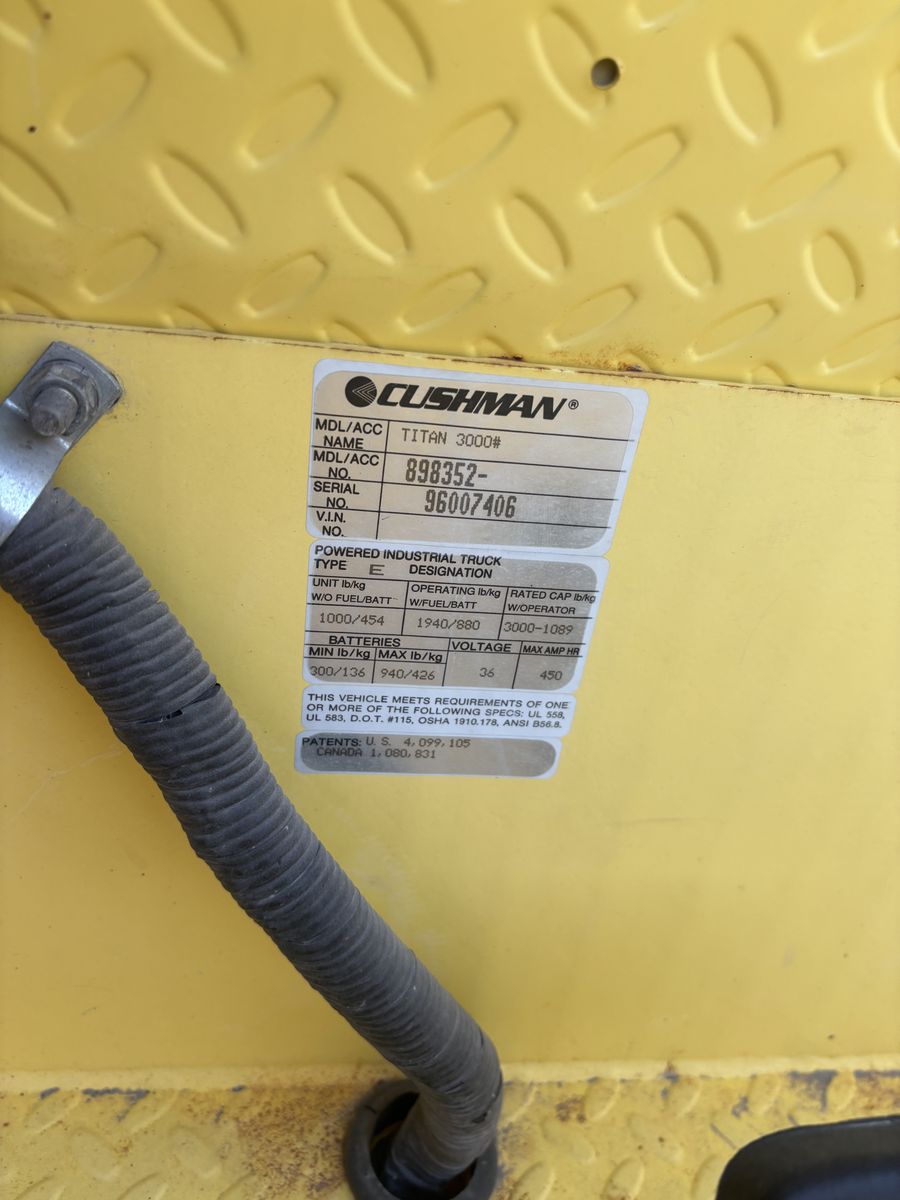 CUSHMAN®
MDL/ACC NAME TITAN 3000#
MDL/ACC NO. 898352-
SERIAL NO. 96007406
V.I.N. NO.
POWERED INDUSTRIAL TRUCK
TYPE E DESIGNATION
UNIT lb/kg W/O FUEL/BATT OPERATING lb/kg W/FUEL/BATT RATED CAP lb/kg W/OPERATOR
1000/454 1940/880 3000-1089
BATTERIES VOLTAGE MAX AMP HR
MIN lb/kg MAX lb/kg
300/136 940/426 36 450
THIS VEHICLE MEETS REQUIREMENTS OF ONE
OR MORE OF THE FOLLOWING SPECS: UL 558,
UL 583, D.O.T. #115, OSHA 1910.178, ANSI B56.8.
PATENTS: U.S. 4,099,105
CANADA 1,080,831